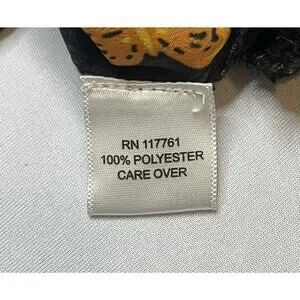 RN 117761
100% POLYESTER
CARE OVER